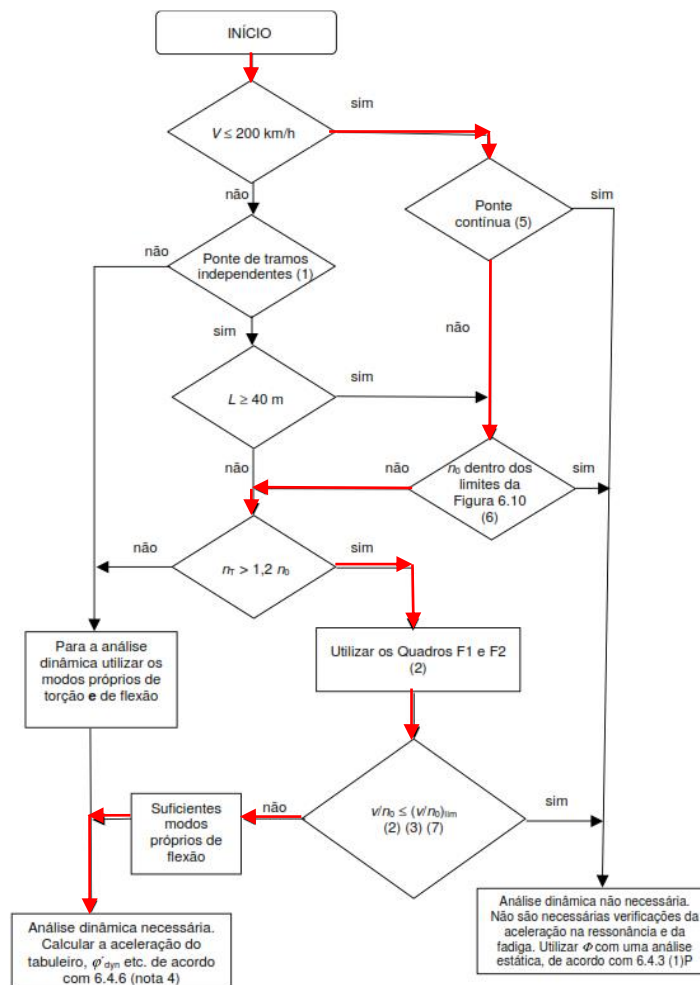 INÍCIO
sim
V ≤ 200 km/h
não
sim
Ponte
contínua (5)
não
Ponte de tramos
independentes (1)
sim
não
L ≥ 40 m
sim
não
não
n₀ dentro dos
limites da
Figura 6.10
(6)
sim
não
nT > 1,2 n₀
sim
Para a análise
dinâmica utilizar os
modos próprios de
torção e de flexão
Utilizar os Quadros F1 e F2
(2)
Suficientes
modos
próprios de
flexão
não
v/n₀ ≤ (v/n₀)lim
(2) (3) (7)
sim
Análise dinâmica necessária.
Calcular a aceleração do
tabuleiro, φ'dyn etc. de acordo
com 6.4.6 (nota 4)
Análise dinâmica não necessária.
Não são necessárias verificações da
aceleração na ressonância e da
fadiga. Utilizar Φ com uma análise
estática, de acordo com 6.4.3 (1)P